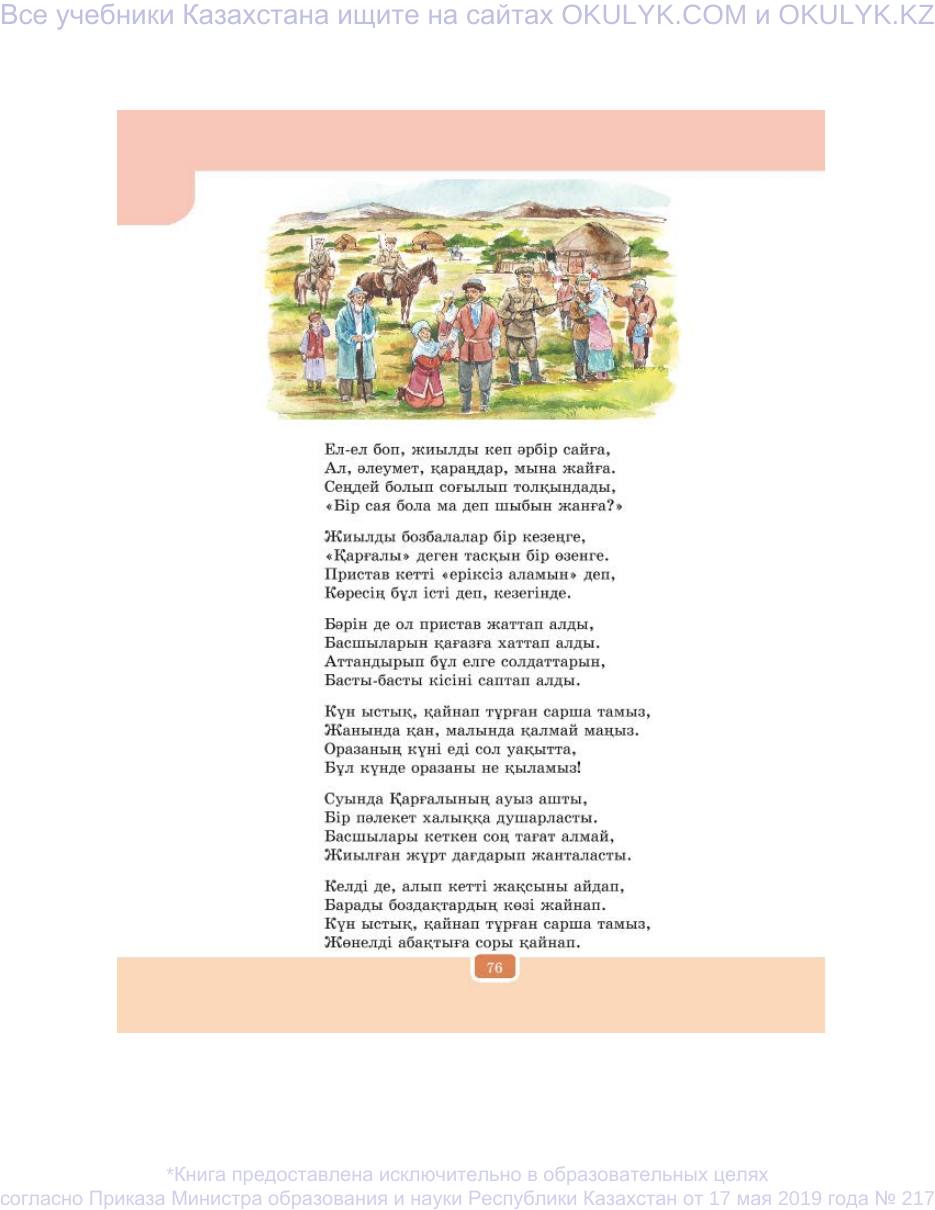 Все учебники Казахстана ищите на сайтах OKULYK.COM и OKULYK.KZ
Ел-ел боп, жиылды кеп әрбір сайға,
Ал, әлеумет, қараңдар, мына жайға.
Сеңдей болып соғылып толқындады,
«Бір сая бола ма деп шыбын жанға?»
Жиылды бозбалалар бір кезеңге,
«Қарғалы» деген тасқын бір өзенге.
Пристав кетті «еріксіз аламын» деп,
Көресің бұл істі деп, кезегінде.
Бәрін де ол пристав жаттап алды,
Басшыларын қағазға хаттап алды.
Аттандырып бұл елге солдаттарын,
Басты-басты кісіні саптап алды.
Күн ыстық, қайнап тұрған сарша тамыз,
Жанында қан, малында қалмай маңыз.
Оразаның күні еді сол уақытта,
Бұл күнде оразаны не қыламыз!
Суында Қарғалының ауыз ашты,
Бір пәлекет халыққа душарласты.
Басшылары кеткен соң тағат алмай,
Жиылған жұрт дағдарып жанталасты.
Келді де, алып кетті жақсыны айдап,
Барады боздақтардың көзі жайнап.
Күн ыстық, қайнап тұрған сарша тамыз,
Жөнелді абақтыға соры қайнап.
76
*Книга предоставлена исключительно в образовательных целях
согласно Приказа Министра образования и науки Республики Казахстан от 17 мая 2019 года № 217